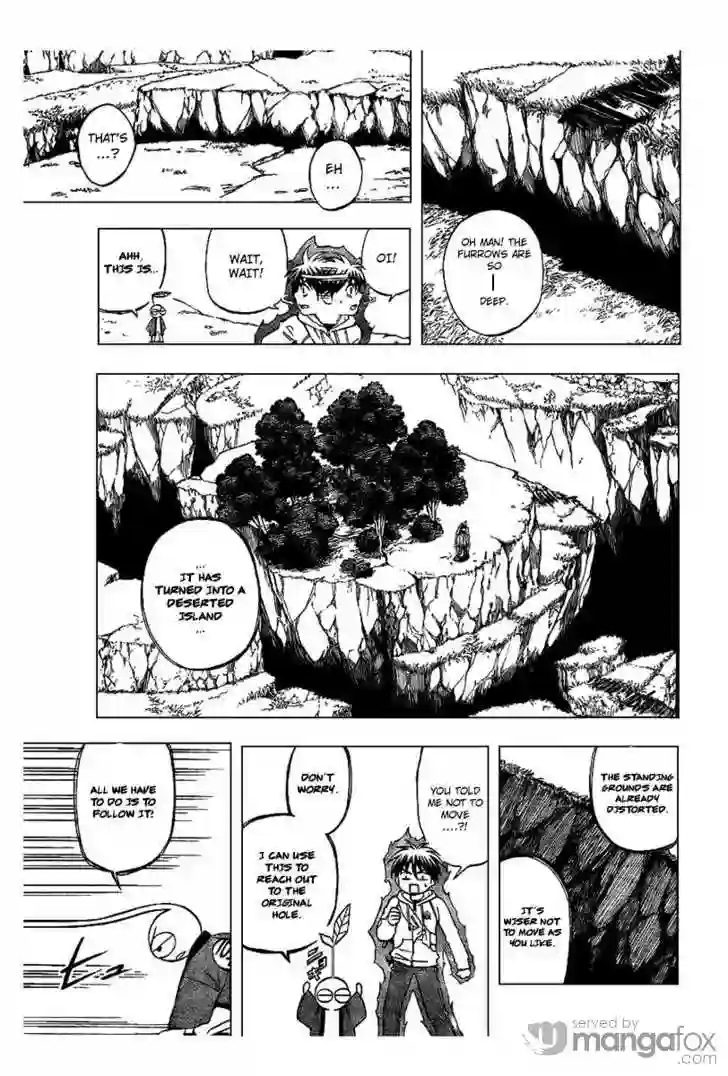 OH MAN! THE
FURROWS ARE
SO
—
DEEP.
THAT'S
...?
EH
...
OI!
WAIT,
WAIT!
AHH,
THIS IS...
...
IT HAS
TURNED INTO A
DESERTED
ISLAND
...
THE STANDING
GROUNDS ARE
ALREADY
DISTORTED.
IT'S
WISER NOT
TO MOVE AS
YOU LIKE.
YOU TOLD
ME NOT TO
MOVE
....?!
DON'T
WORRY.
I CAN USE
THIS TO
REACH OUT
TO THE
ORIGINAL
HOLE.
ALL WE HAVE
TO DO IS TO
FOLLOW IT!
served by
mangafox
.com